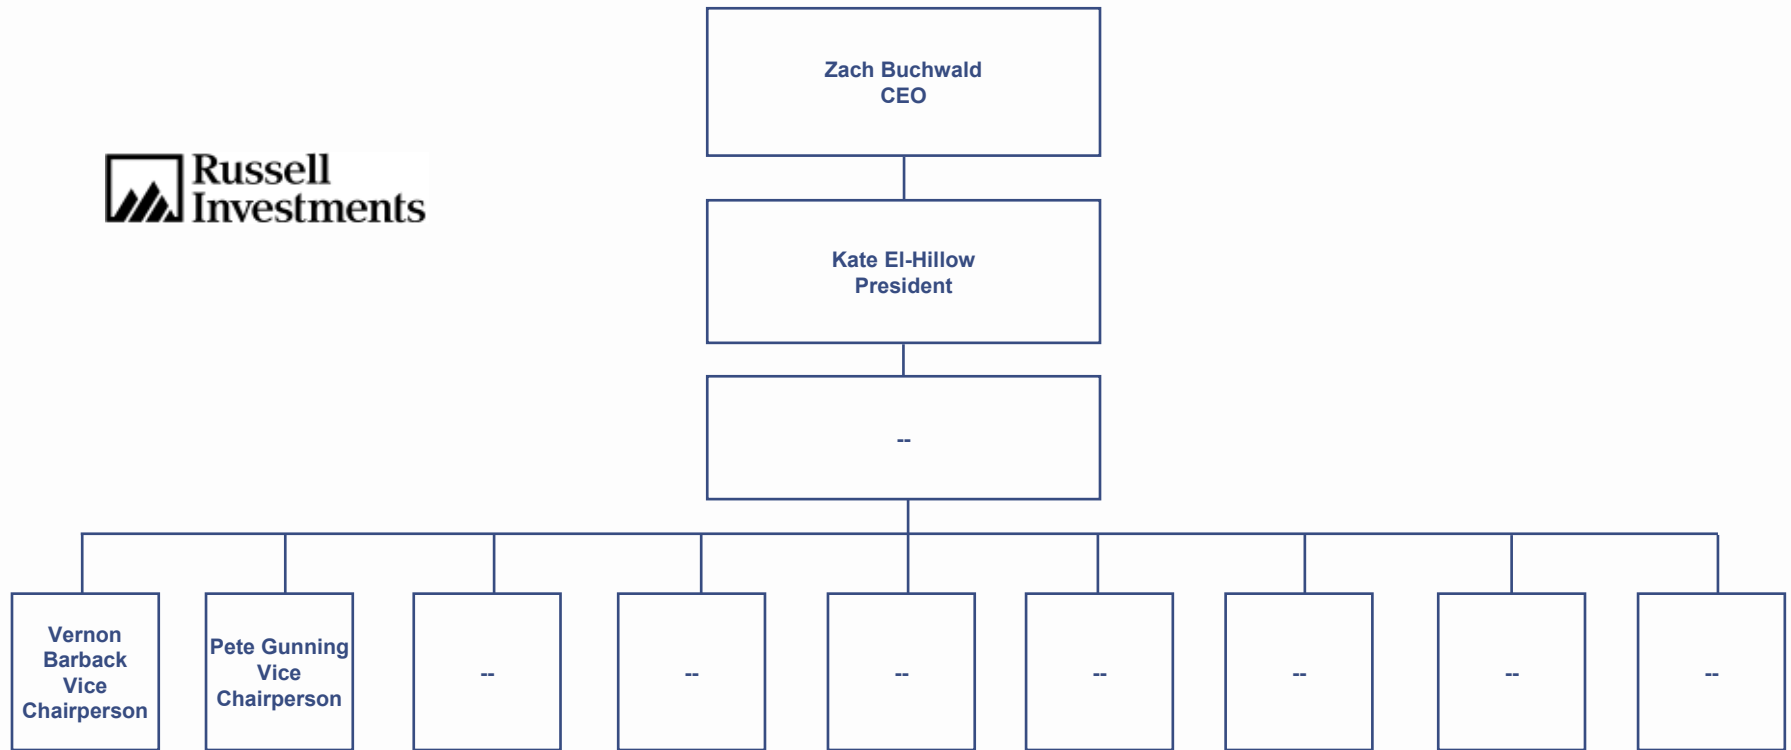 Zach Buchwald
CEO
Russell
Investments
Kate El-Hillow
President
--
Vernon
Barback
Vice
Chairperson
Pete Gunning
Vice
Chairperson
--
--
--
--
--
--
--